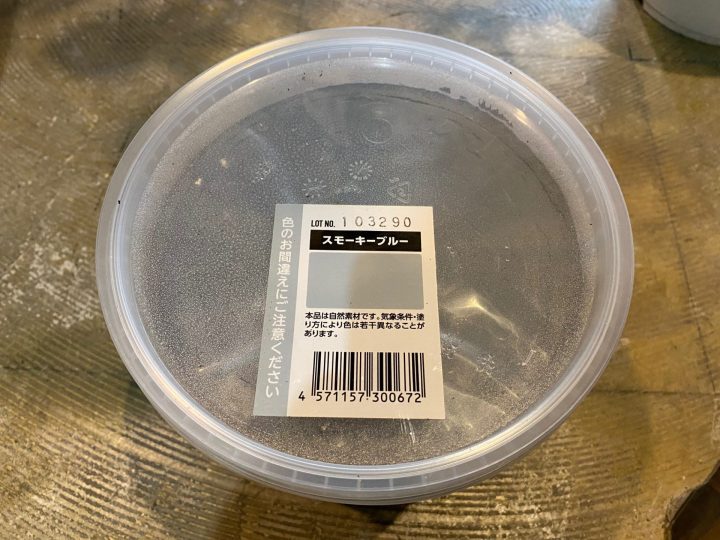 色のお間違えにご注意ください
LOT NO. 103290
スモーキーブルー
本品は自然素材です。気象条件・塗
り方により色は若干異なることが
あります。
4 571157 300672